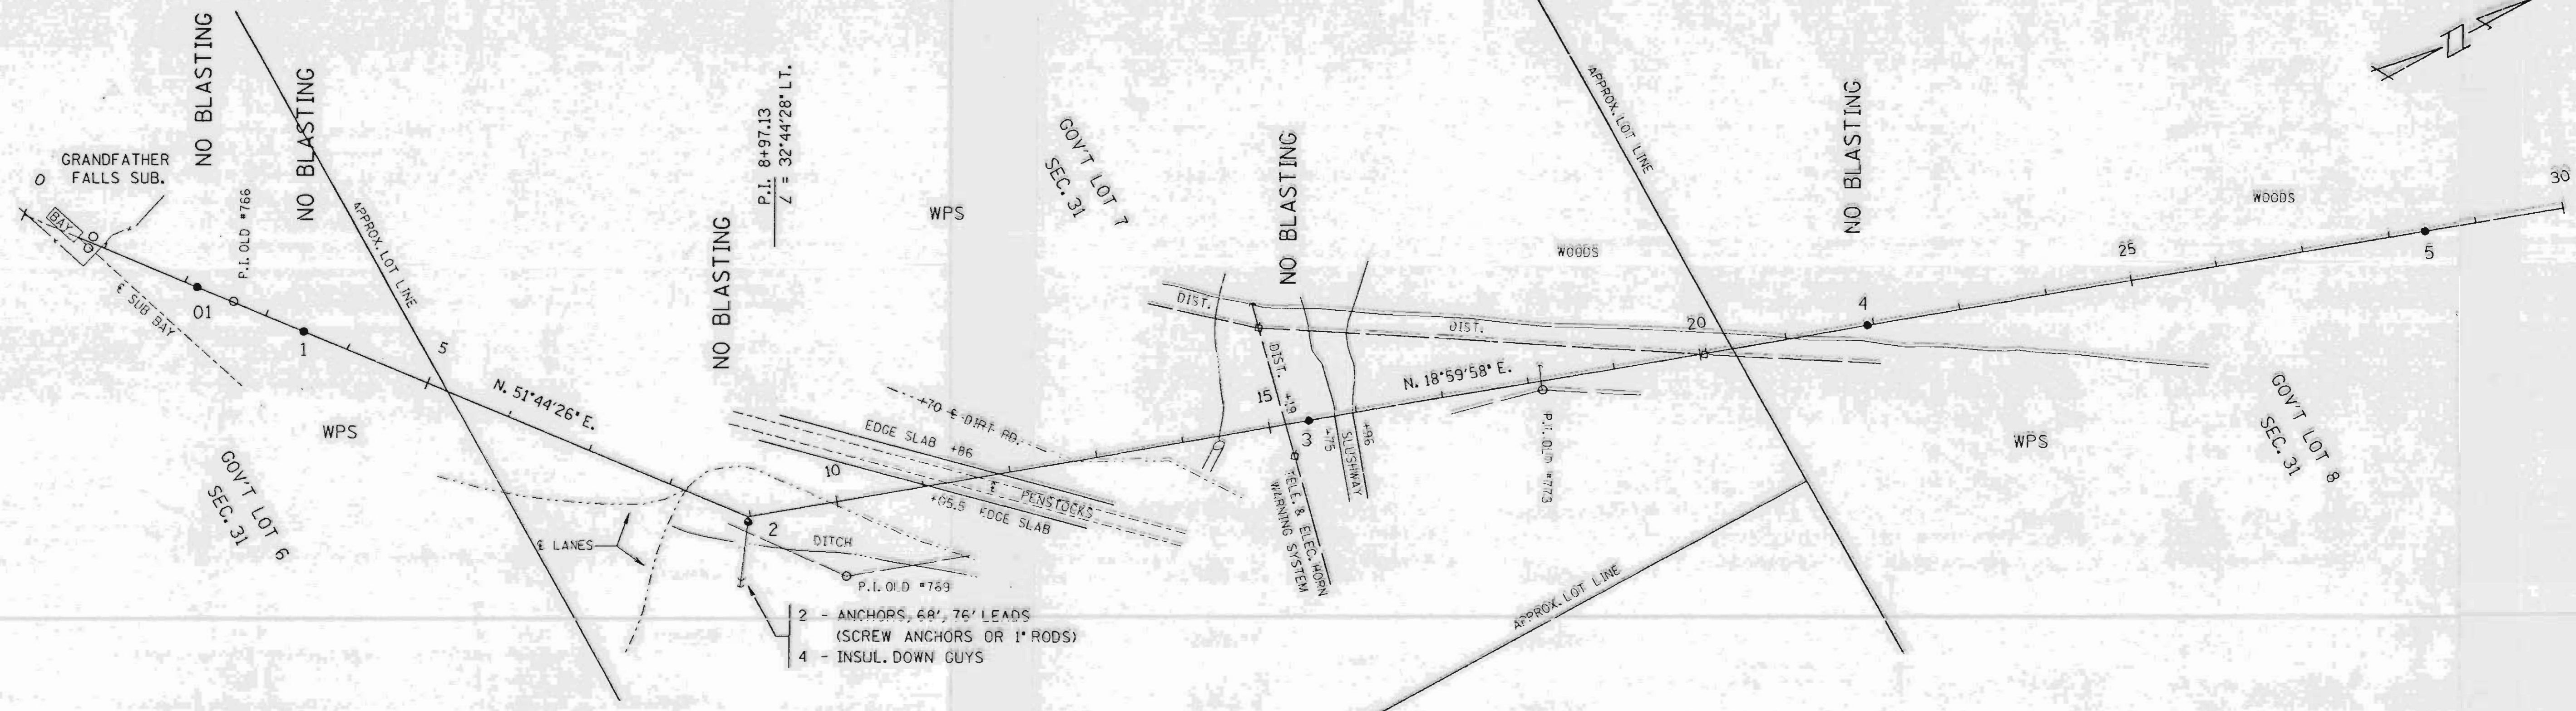 NO BLASTING
NO BLASTING
GRANDFATHER
FALLS SUB.
0
BAY
P.I. OLD #766
01
1
℄ SUB BAY
APPROX. LOT LINE
5
N. 51°44'26" E.
WPS
GOV'T LOT 6
SEC. 31
NO BLASTING
P.I. 8+97.13
∠ = 32°44'28" LT.
WPS
GOV'T LOT 7
SEC. 31
+70 ℄ DIRT RD.
EDGE SLAB +86
10
℄ PENSTOCKS
+65.5 EDGE SLAB
2
DITCH
℄ LANES
P.I. OLD #769
2 - ANCHORS, 68', 76' LEADS
(SCREW ANCHORS OR 1" RODS)
4 - INSUL. DOWN GUYS
NO BLASTING
DIST.
DIST.
DIST.
15
+19
3
+75
SLUSHWAY
+96
TELE. & ELEC. HORN
WARNING SYSTEM
N. 18°59'58" E.
P.I. OLD #773
WOODS
APPROX. LOT LINE
20
APPROX. LOT LINE
NO BLASTING
4
WPS
25
WOODS
5
30
GOV'T LOT 8
SEC. 31